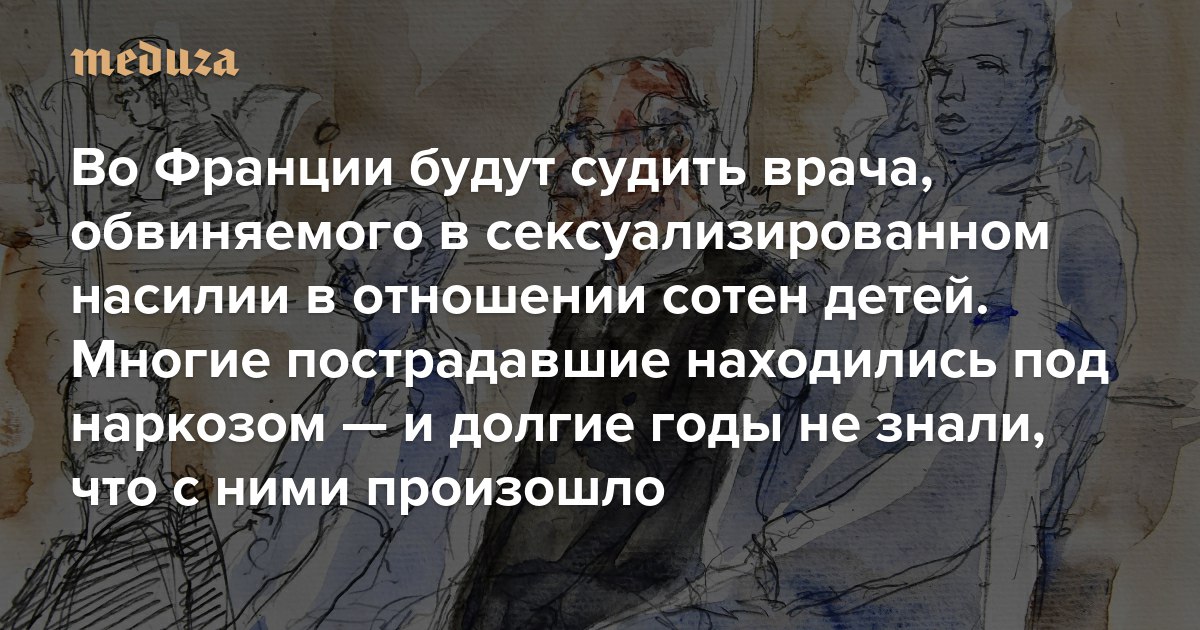 meduza
Во Франции будут судить врача,
обвиняемого в сексуализированном
насилии в отношении сотен детей.
Многие пострадавшие находились под
наркозом — и долгие годы не знали,
что с ними произошло
2020